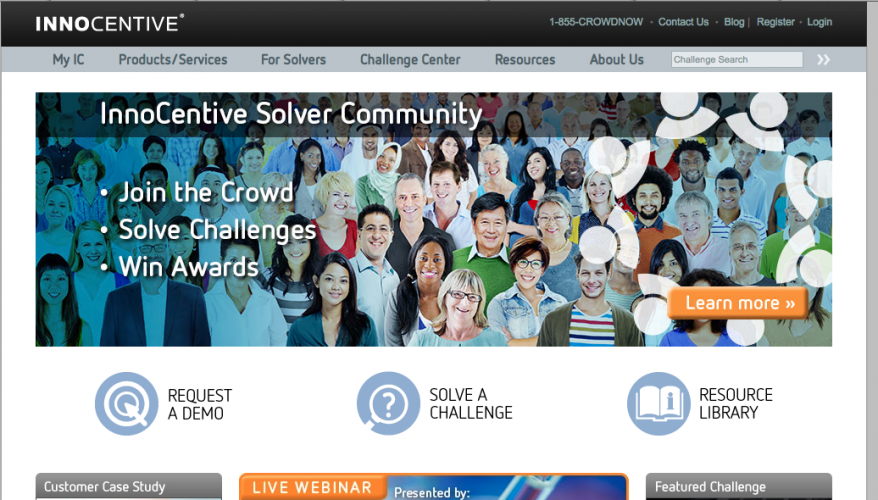 INNOCENTIVE®
1-855-CROWDNOW · Contact Us · Blog | Register · Login
My IC Products/Services For Solvers Challenge Center Resources About Us Challenge Search »
InnoCentive Solver Community
• Join the Crowd
• Solve Challenges
• Win Awards
Learn more »
REQUEST
A DEMO
SOLVE A
CHALLENGE
RESOURCE
LIBRARY
Customer Case Study
LIVE WEBINAR
Presented by:
Featured Challenge